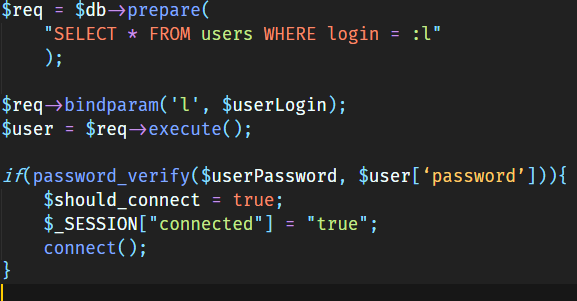 $req = $db->prepare(
"SELECT * FROM users WHERE login = :l"
);
$req->bindparam('l', $userLogin);
$user = $req->execute();
if(password_verify($userPassword, $user[‘password’])){
$should_connect = true;
$_SESSION["connected"] = "true";
connect();
}